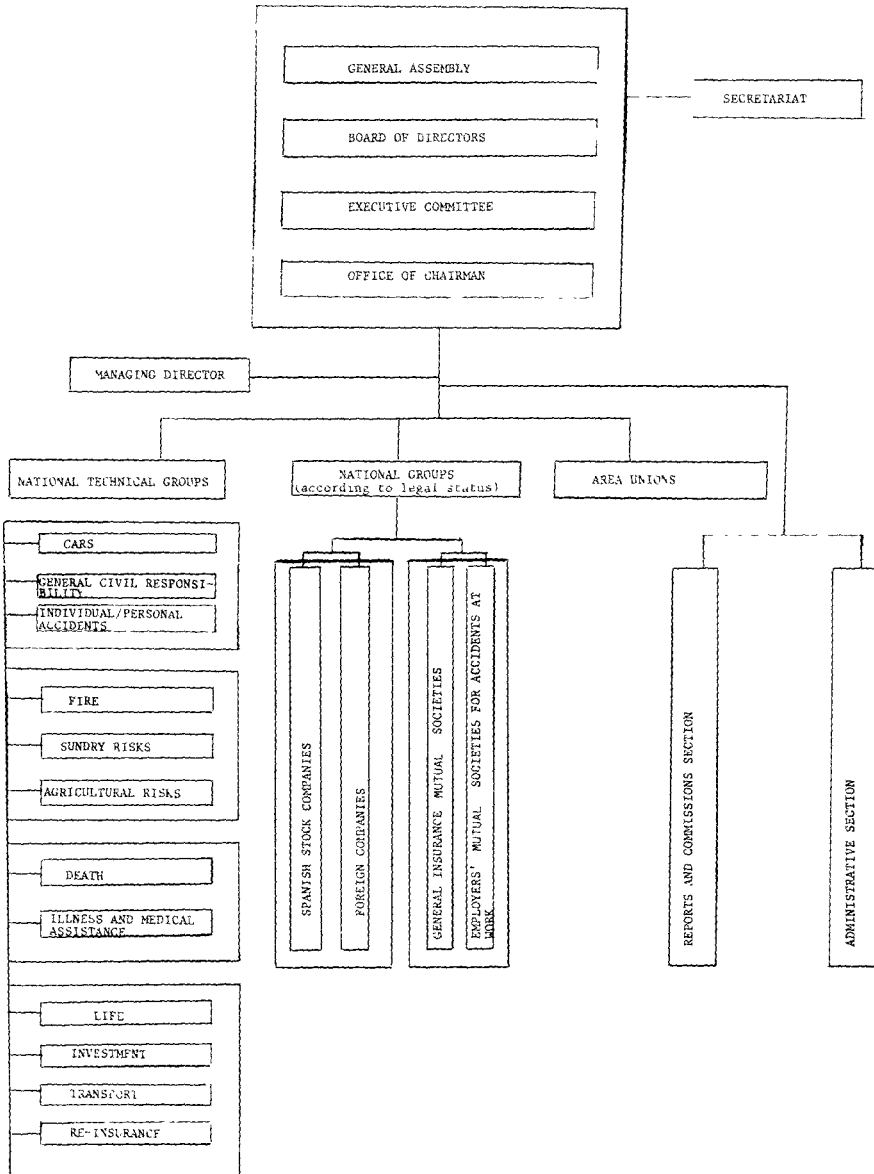 GENERAL ASSEMBLY
SECRETARIAT
BOARD OF DIRECTORS
EXECUTIVE COMMITTEE
OFFICE OF CHAIRMAN
MANAGING DIRECTOR
NATIONAL TECHNICAL GROUPS
NATIONAL GROUPS
(according to legal status)
AREA UNIONS
CARS
GENERAL CIVIL RESPONSI-
BILITY
INDIVIDUAL/PERSONAL
ACCIDENTS
FIRE
SUNDRY RISKS
AGRICULTURAL RISKS
DEATH
ILLNESS AND MEDICAL
ASSISTANCE
LIFE
INVESTMENT
TRANSPORT
RE-INSURANCE
SPANISH STOCK COMPANIES
FOREIGN COMPANIES
GENERAL INSURANCE MUTUAL SOCIETIES
EMPLOYERS' MUTUAL SOCIETIES FOR ACCIDENTS AT
WORK
REPORTS AND COMMISSIONS SECTION
ADMINISTRATIVE SECTION